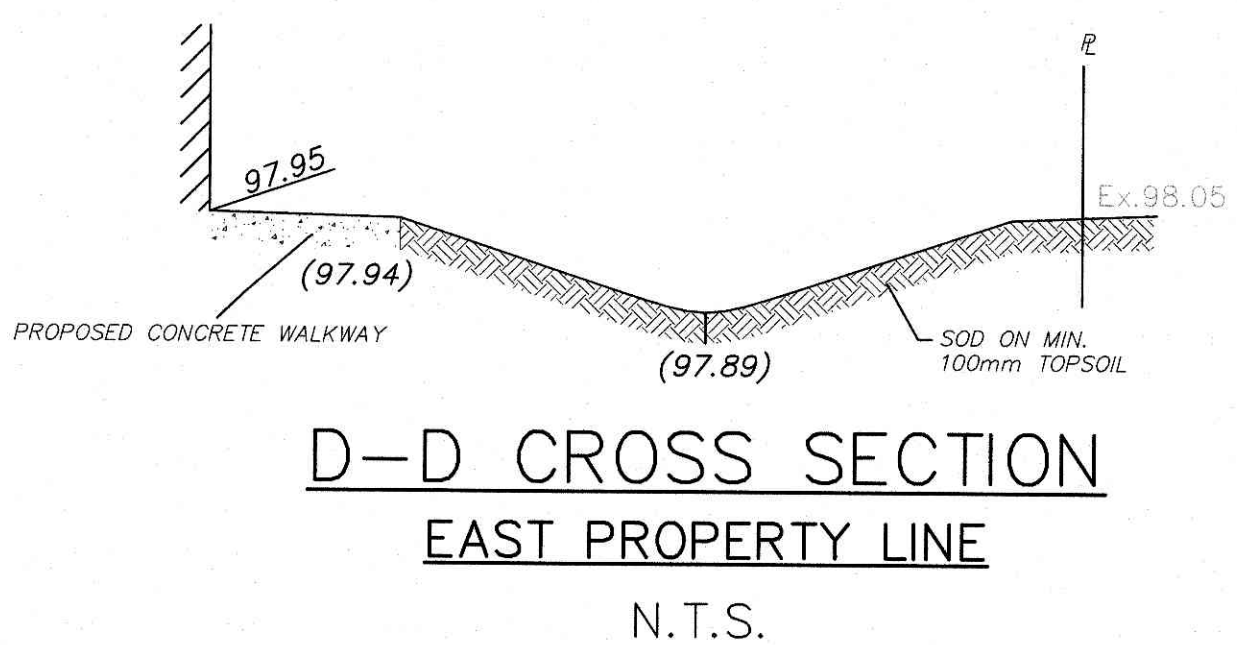 ℄
97.95
Ex.98.05
(97.94)
PROPOSED CONCRETE WALKWAY
(97.89)
SOD ON MIN.
100mm TOPSOIL
D-D CROSS SECTION
EAST PROPERTY LINE
N.T.S.